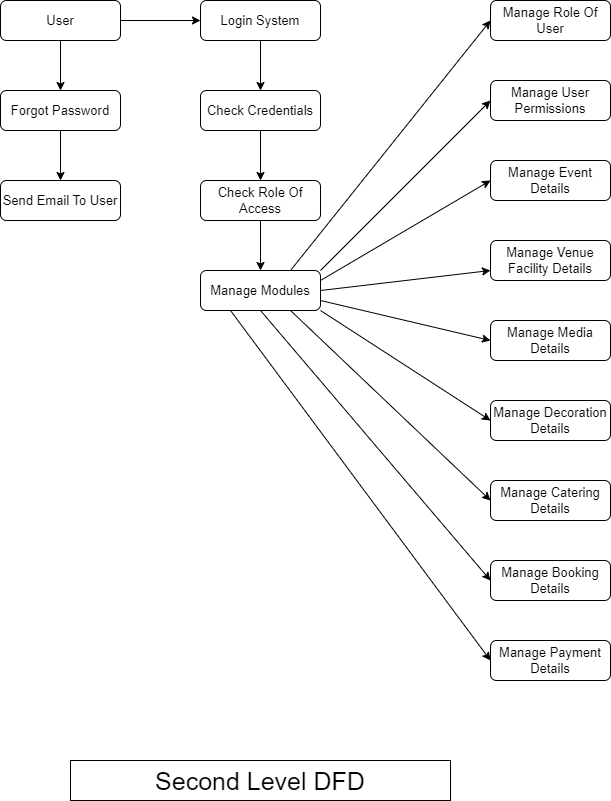 User
Login System
Manage Role Of
User
Forgot Password
Check Credentials
Manage User
Permissions
Send Email To User
Check Role Of
Access
Manage Event
Details
Manage Modules
Manage Venue
Facility Details
Manage Media
Details
Manage Decoration
Details
Manage Catering
Details
Manage Booking
Details
Manage Payment
Details
Second Level DFD